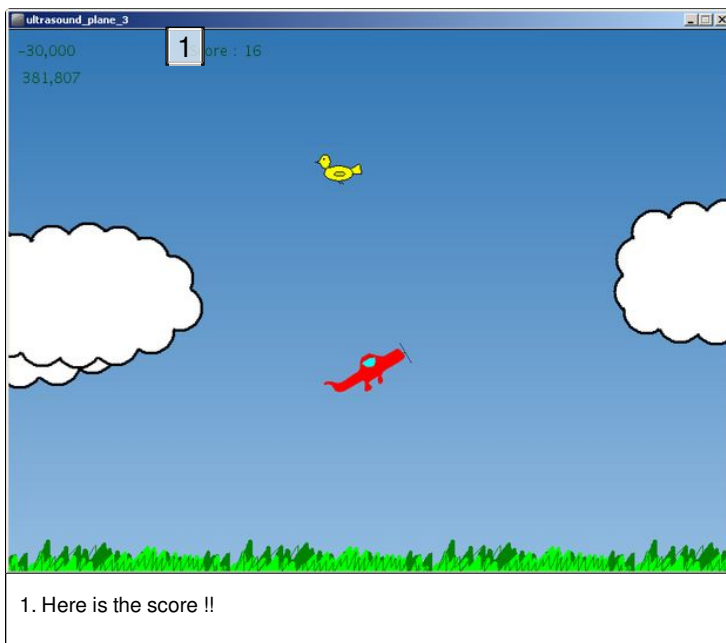 ultrasound_plane_3
-30,000
1
ore : 16
381,807
1. Here is the score !!